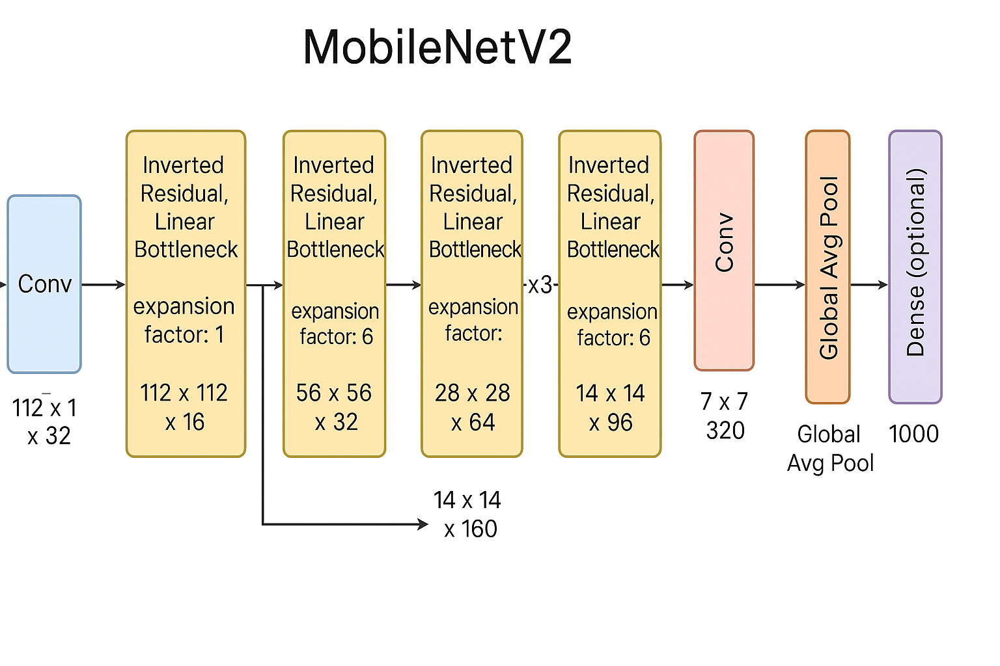 MobileNetV2
Conv
112 x 1
x 32
Inverted
Residual,
Linear
Bottleneck
expansion
factor: 1
112 x 112
x 16
Inverted
Residual,
Linear
Bottleneck
expansion
factor: 6
56 x 56
x 32
Inverted
Residual,
Linear
Bottleneck
expansion
factor:
28 x 28
x 64
x3
Inverted
Residual,
Linear
Bottleneck
expansion
factor: 6
14 x 14
x 96
Conv
7 x 7
320
Global Avg Pool
Global
Avg Pool
Dense (optional)
1000
14 x 14
x 160